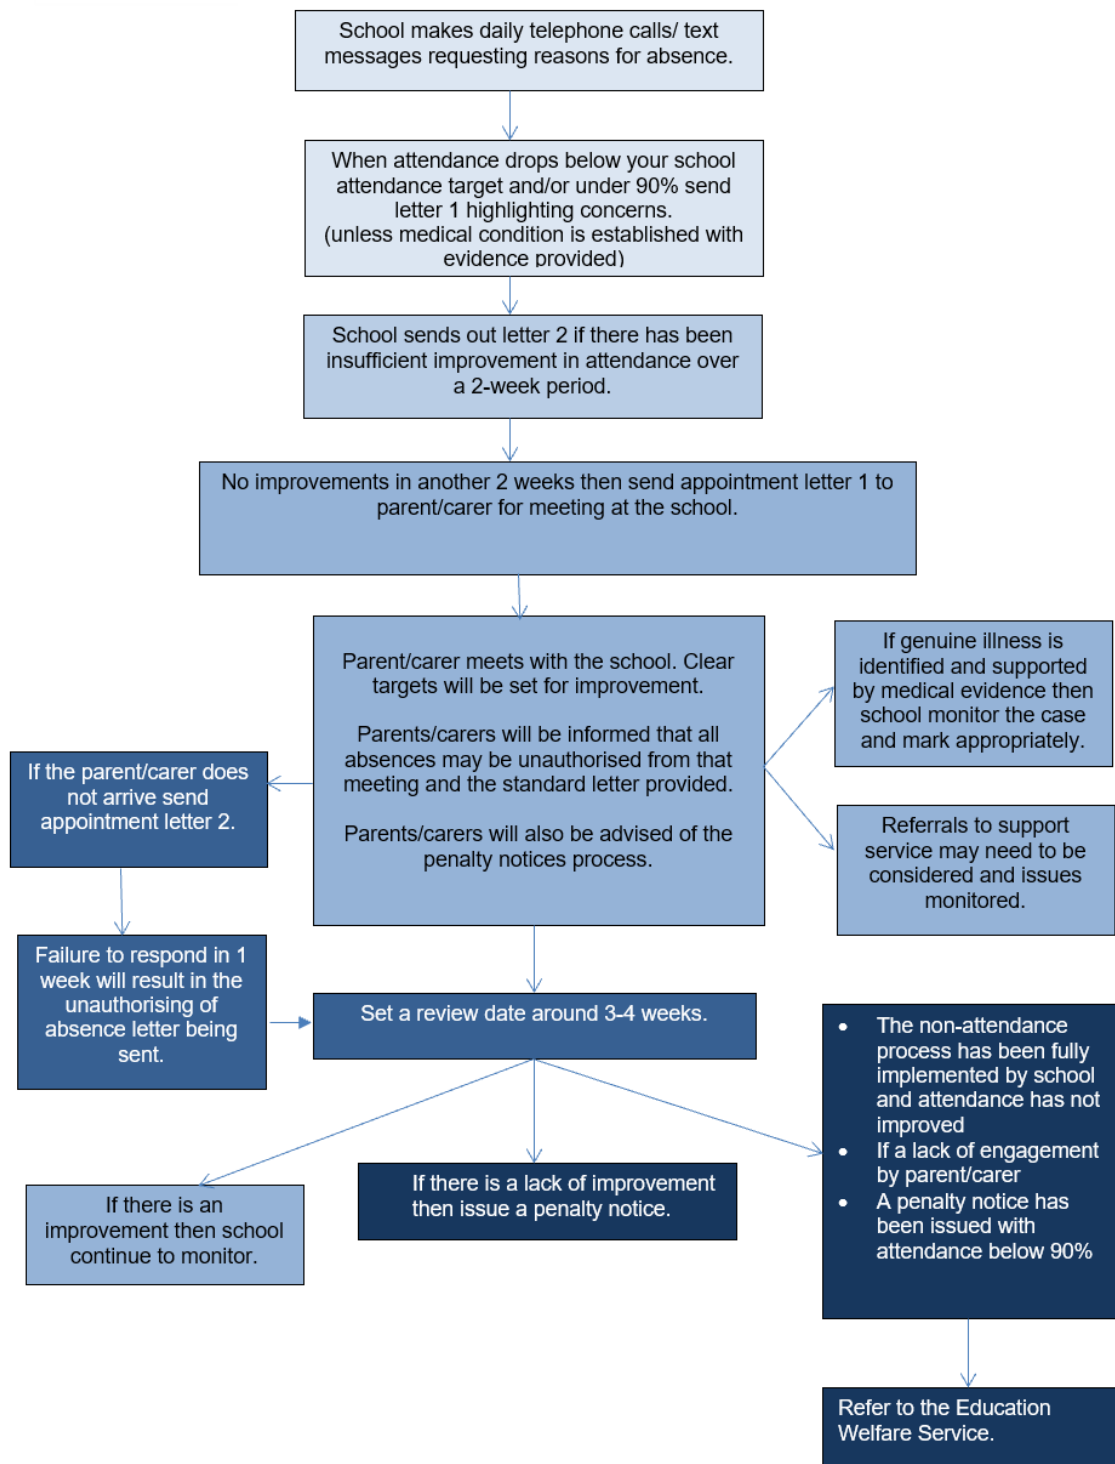 School makes daily telephone calls/ text
messages requesting reasons for absence.
When attendance drops below your school
attendance target and/or under 90% send
letter 1 highlighting concerns.
(unless medical condition is established with
evidence provided)
School sends out letter 2 if there has been
insufficient improvement in attendance over
a 2-week period.
No improvements in another 2 weeks then send appointment letter 1 to
parent/carer for meeting at the school.
Parent/carer meets with the school. Clear
targets will be set for improvement.
Parents/carers will be informed that all
absences may be unauthorised from that
meeting and the standard letter provided.
Parents/carers will also be advised of the
penalty notices process.
If genuine illness is
identified and supported
by medical evidence then
school monitor the case
and mark appropriately.
Referrals to support
service may need to be
considered and issues
monitored.
If the parent/carer does
not arrive send
appointment letter 2.
Failure to respond in 1
week will result in the
unauthorising of
absence letter being
sent.
Set a review date around 3-4 weeks.
If there is an
improvement then school
continue to monitor.
If there is a lack of improvement
then issue a penalty notice.
• The non-attendance
process has been fully
implemented by school
and attendance has not
improved
• If a lack of engagement
by parent/carer
• A penalty notice has
been issued with
attendance below 90%
Refer to the Education
Welfare Service.